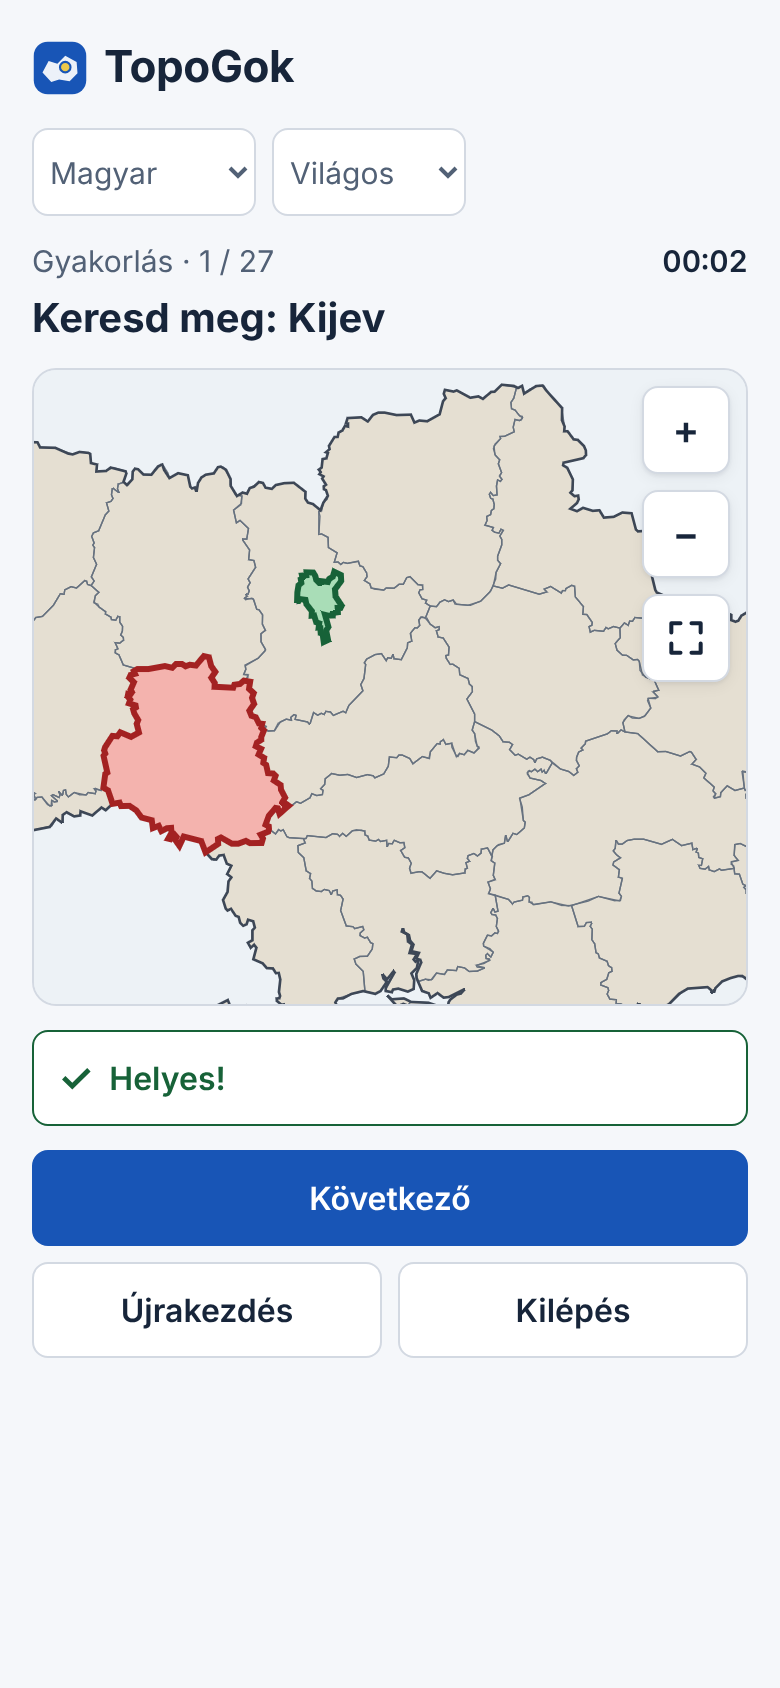 TopoGok
Magyar
Világos
Gyakorlás · 1 / 27
00:02
Keresd meg: Kijev
+
−
Helyes!
Következő
Újrakezdés
Kilépés